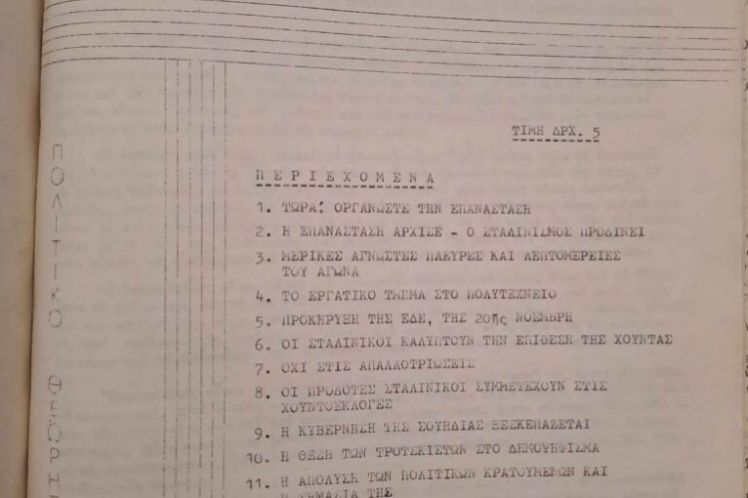 ΤΙΜΗ ΔΡΧ. 5
ΠΕΡΙΕΧΟΜΕΝΑ
1. ΤΩΡΑ! ΟΡΓΑΝΩΣΤΕ ΤΗΝ ΕΠΑΝΑΣΤΑΣΗ
2. Η ΕΠΑΝΑΣΤΑΣΗ ΑΡΧΙΣΕ - Ο ΣΤΑΛΙΝΙΣΜΟΣ ΠΡΟΔΙΝΕΙ
3. ΜΕΡΙΚΕΣ ΑΓΝΩΣΤΕΣ ΠΛΕΥΡΕΣ ΚΑΙ ΛΕΠΤΟΜΕΡΕΙΕΣ
ΤΟΥ ΑΓΩΝΑ
4. ΤΟ ΕΡΓΑΤΙΚΟ ΤΜΗΜΑ ΣΤΟ ΠΟΛΥΤΕΧΝΕΙΟ
5. ΠΡΟΚΗΡΥΞΗ ΤΗΣ ΕΔΕ, ΤΗΣ 20ης ΝΟΕΜΒΡΗ
6. ΟΙ ΣΤΑΛΙΝΙΚΟΙ ΚΑΛΥΠΤΟΥΝ ΤΗΝ ΕΠΙΘΕΣΗ ΤΗΣ ΧΟΥΝΤΑΣ
7. ΟΧΙ ΣΤΙΣ ΑΠΑΛΛΟΤΡΙΩΣΕΙΣ
8. ΟΙ ΠΡΟΔΟΤΕΣ ΣΤΑΛΙΝΙΚΟΙ ΣΥΜΜΕΤΕΧΟΥΝ ΣΤΙΣ
ΧΟΥΝΤΟΕΚΛΟΓΕΣ
9. Η ΚΥΒΕΡΝΗΣΗ ΤΗΣ ΣΟΥΗΔΙΑΣ ΞΕΣΚΕΠΑΖΕΤΑΙ
10. Η ΘΕΣΗ ΤΩΝ ΤΡΟΤΣΚΙΣΤΩΝ ΣΤΟ ΔΗΜΟΨΗΦΙΣΜΑ
11. Η ΑΠΟΛΥΣΗ ΤΩΝ ΠΟΛΙΤΙΚΩΝ ΚΡΑΤΟΥΜΕΝΩΝ ΚΑΙ
Η ΣΗΜΑΣΙΑ ΤΗΣ
ΠΟΛΙΤΙΚΟ